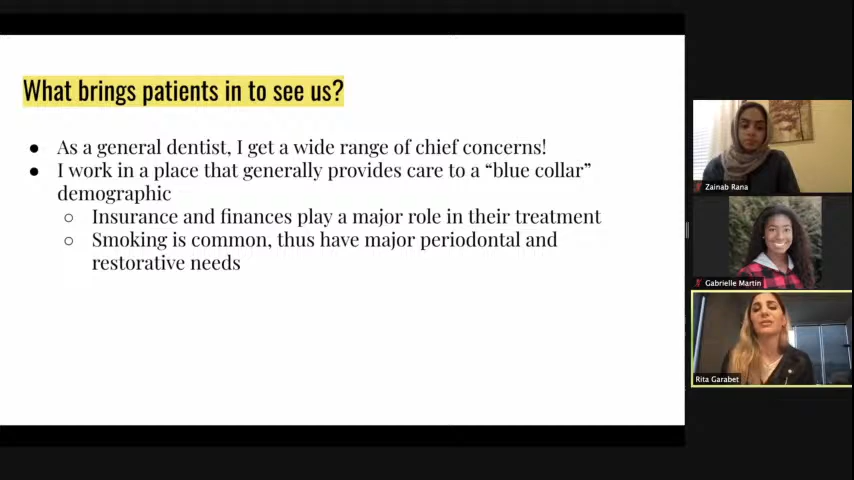 What brings patients in to see us?
● As a general dentist, I get a wide range of chief concerns!
● I work in a place that generally provides care to a “blue collar”
demographic
○ Insurance and finances play a major role in their treatment
○ Smoking is common, thus have major periodontal and
restorative needs
Zainab Rana
Gabrielle Martin
Rita Garabet